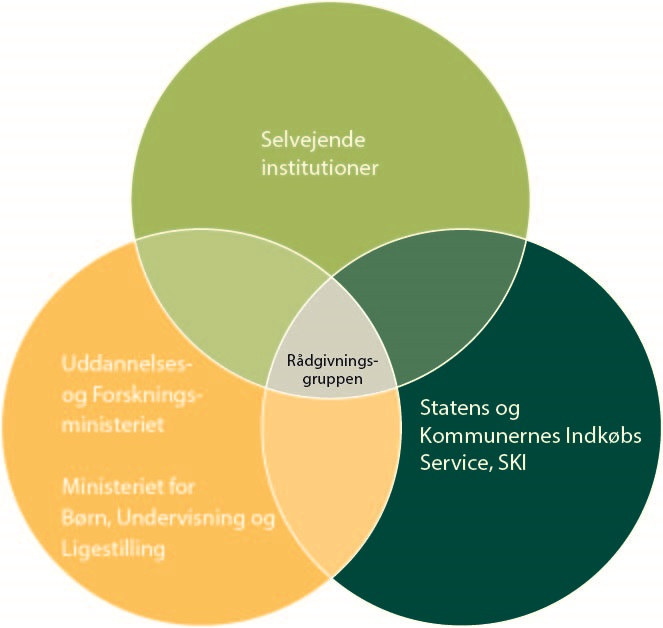 Selvejende
institutioner
Rådgivnings-
gruppen
Uddannelses-
og Forsknings-
ministeriet
Ministeriet for
Børn, Undervisning og
Ligestilling
Statens og
Kommunernes Indkøbs
Service, SKI